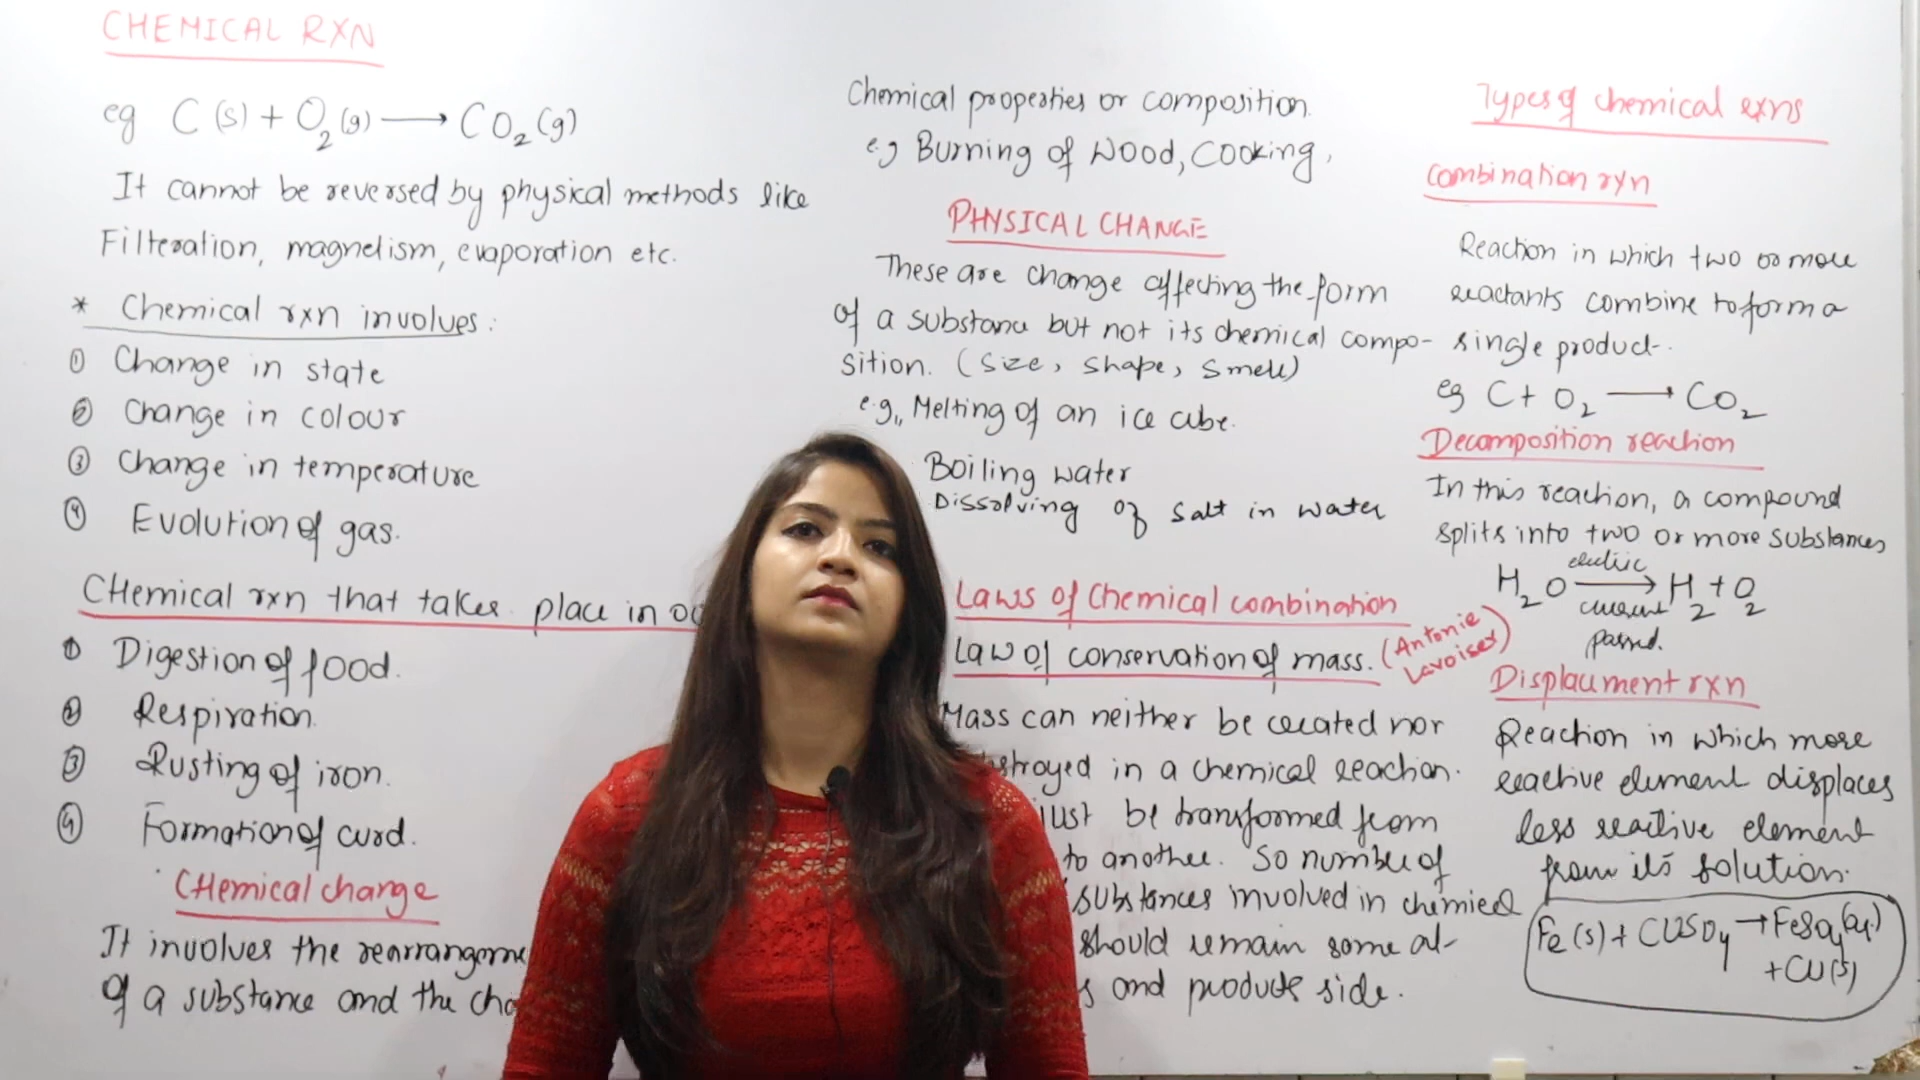 CHEMICAL RXN
eg C(s) + O2(g) → CO2(g)
It cannot be reversed by physical methods like
Filteration, magnetism, evaporation etc.
* Chemical rxn involves:
① Change in state
② Change in colour
③ Change in temperature
④ Evolution of gas.
CHemical rxn that takes place in
① Digestion of food.
② Respiration.
③ Rusting of iron.
④ Formation of curd.
CHemical change
It involves the
of a substance and the
Chemical properties or composition.
e.g Burning of Wood, Cooking,
PHYSICAL CHANGE
These are change affecting the form
of a substance but not its chemical compo-
sition. (Size, shape, smell)
e.g., Melting of an ice cube.
Boiling water
Dissolving of salt in water
Laws of Chemical combination
Law of conservation of mass. (Antonie Lavoiser)
Mass can neither be created nor
in a chemical reaction.
be transformed from
to another. So number of
substances involved in chemical
should remain same at
and product side.
Types of chemical rxns
Combination rxn
Reaction in which two or more
reactants combine to form a
single product.
eg C + O2 → CO2
Decomposition reaction
In this reaction, a compound
splits into two or more substances
electric
H2O → H2 + O2
current
passed.
Displacement rxn
Reaction in which more
reactive element displaces
less reactive element
from its solution.
Fe(s) + CUSO4 → FeSO4(aq.)
+ CU(s)